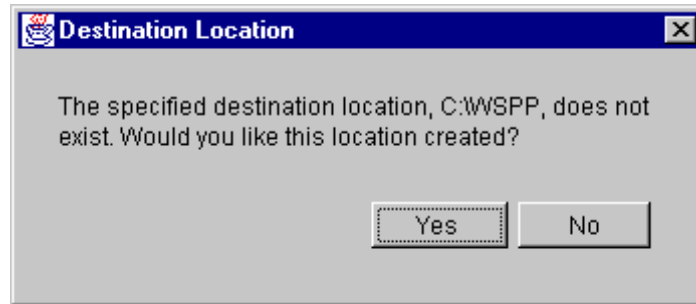 Destination Location
The specified destination location, C:\WSPP, does not
exist. Would you like this location created?
Yes
No